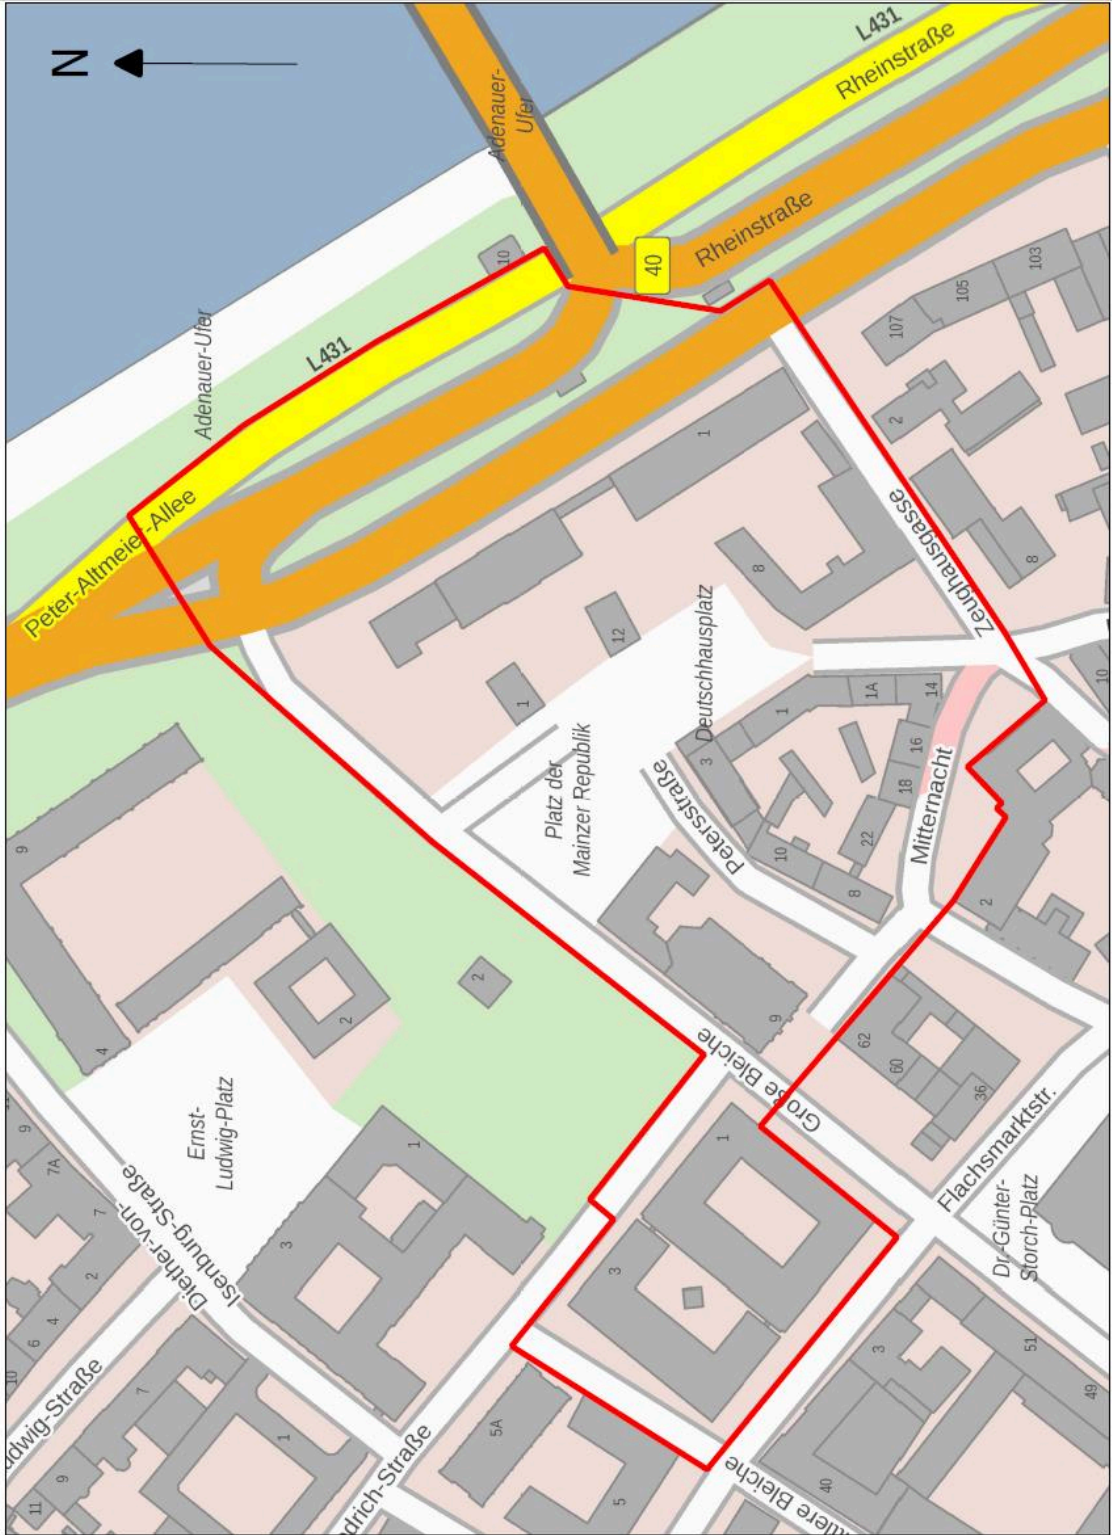 N
L431
Rheinstraße
Adenauer-
Ufer
40
Rheinstraße
10
L431
Adenauer-Ufer
103
105
107
2
Peter-Altmeier-Allee
1
8
Zeughausgasse
8
12
1
Deutschhausplatz
1
1A
14
10
3
16
18
Mitternacht
Platz der
Mainzer Republik
Petersstraße
22
10
8
2
9
2
2
4
9
62
60
36
Große Bleiche
Flachsmarktstr.
Dr.-Günter-
Storch-Platz
1
3
Ernst-
Ludwig-Platz
1
3
9
7A
7
2
4
6
10
Diether-von-
Isenburg-Straße
udwig-Straße
7
9
11
1
drich-Straße
5A
5
3
51
49
40
Bleiche